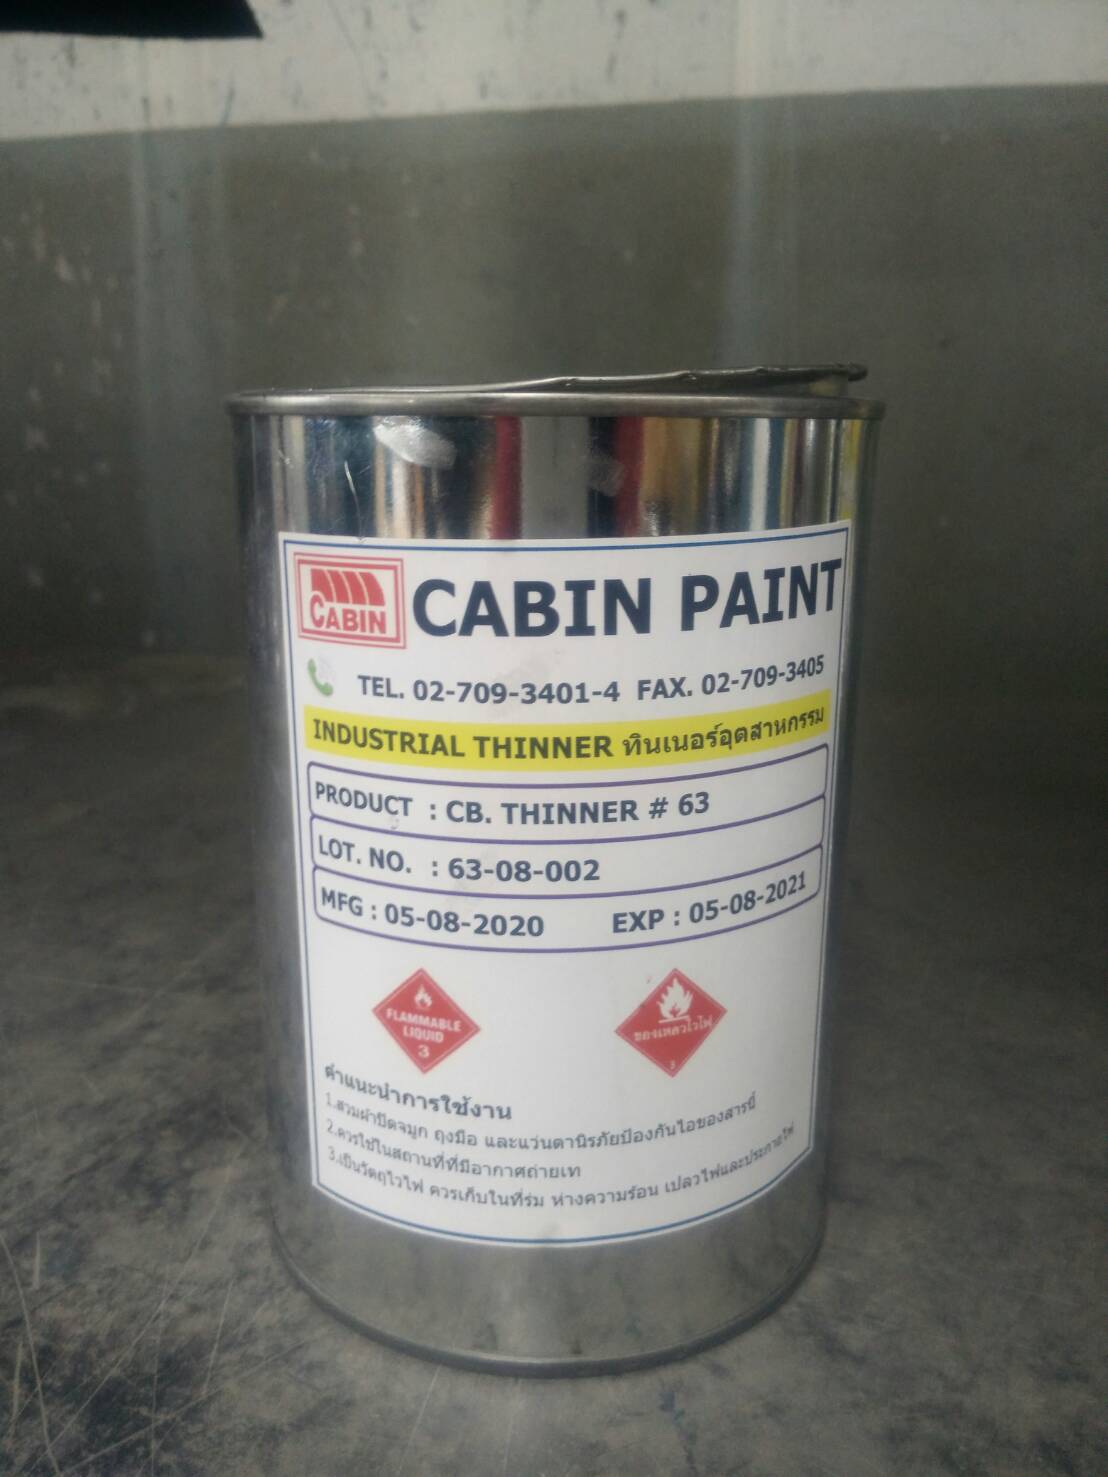 CABIN
CABIN PAINT
TEL. 02-709-3401-4 FAX. 02-709-3405
INDUSTRIAL THINNER ทินเนอร์อุตสาหกรรม
PRODUCT : CB. THINNER # 63
LOT. NO. : 63-08-002
MFG : 05-08-2020 EXP : 05-08-2021
FLAMMABLE
LIQUID
3
ของเหลวไวไฟ
3
คำแนะนำการใช้งาน
1.สวมผ้าปิดจมูก ถุงมือ และแว่นตานิรภัยป้องกันไอของสารนี้
2.ควรใช้ในสถานที่ที่มีอากาศถ่ายเท
3.เป็นวัตถุไวไฟ ควรเก็บในที่ร่ม ห่างความร้อน เปลวไฟและประกายไฟ